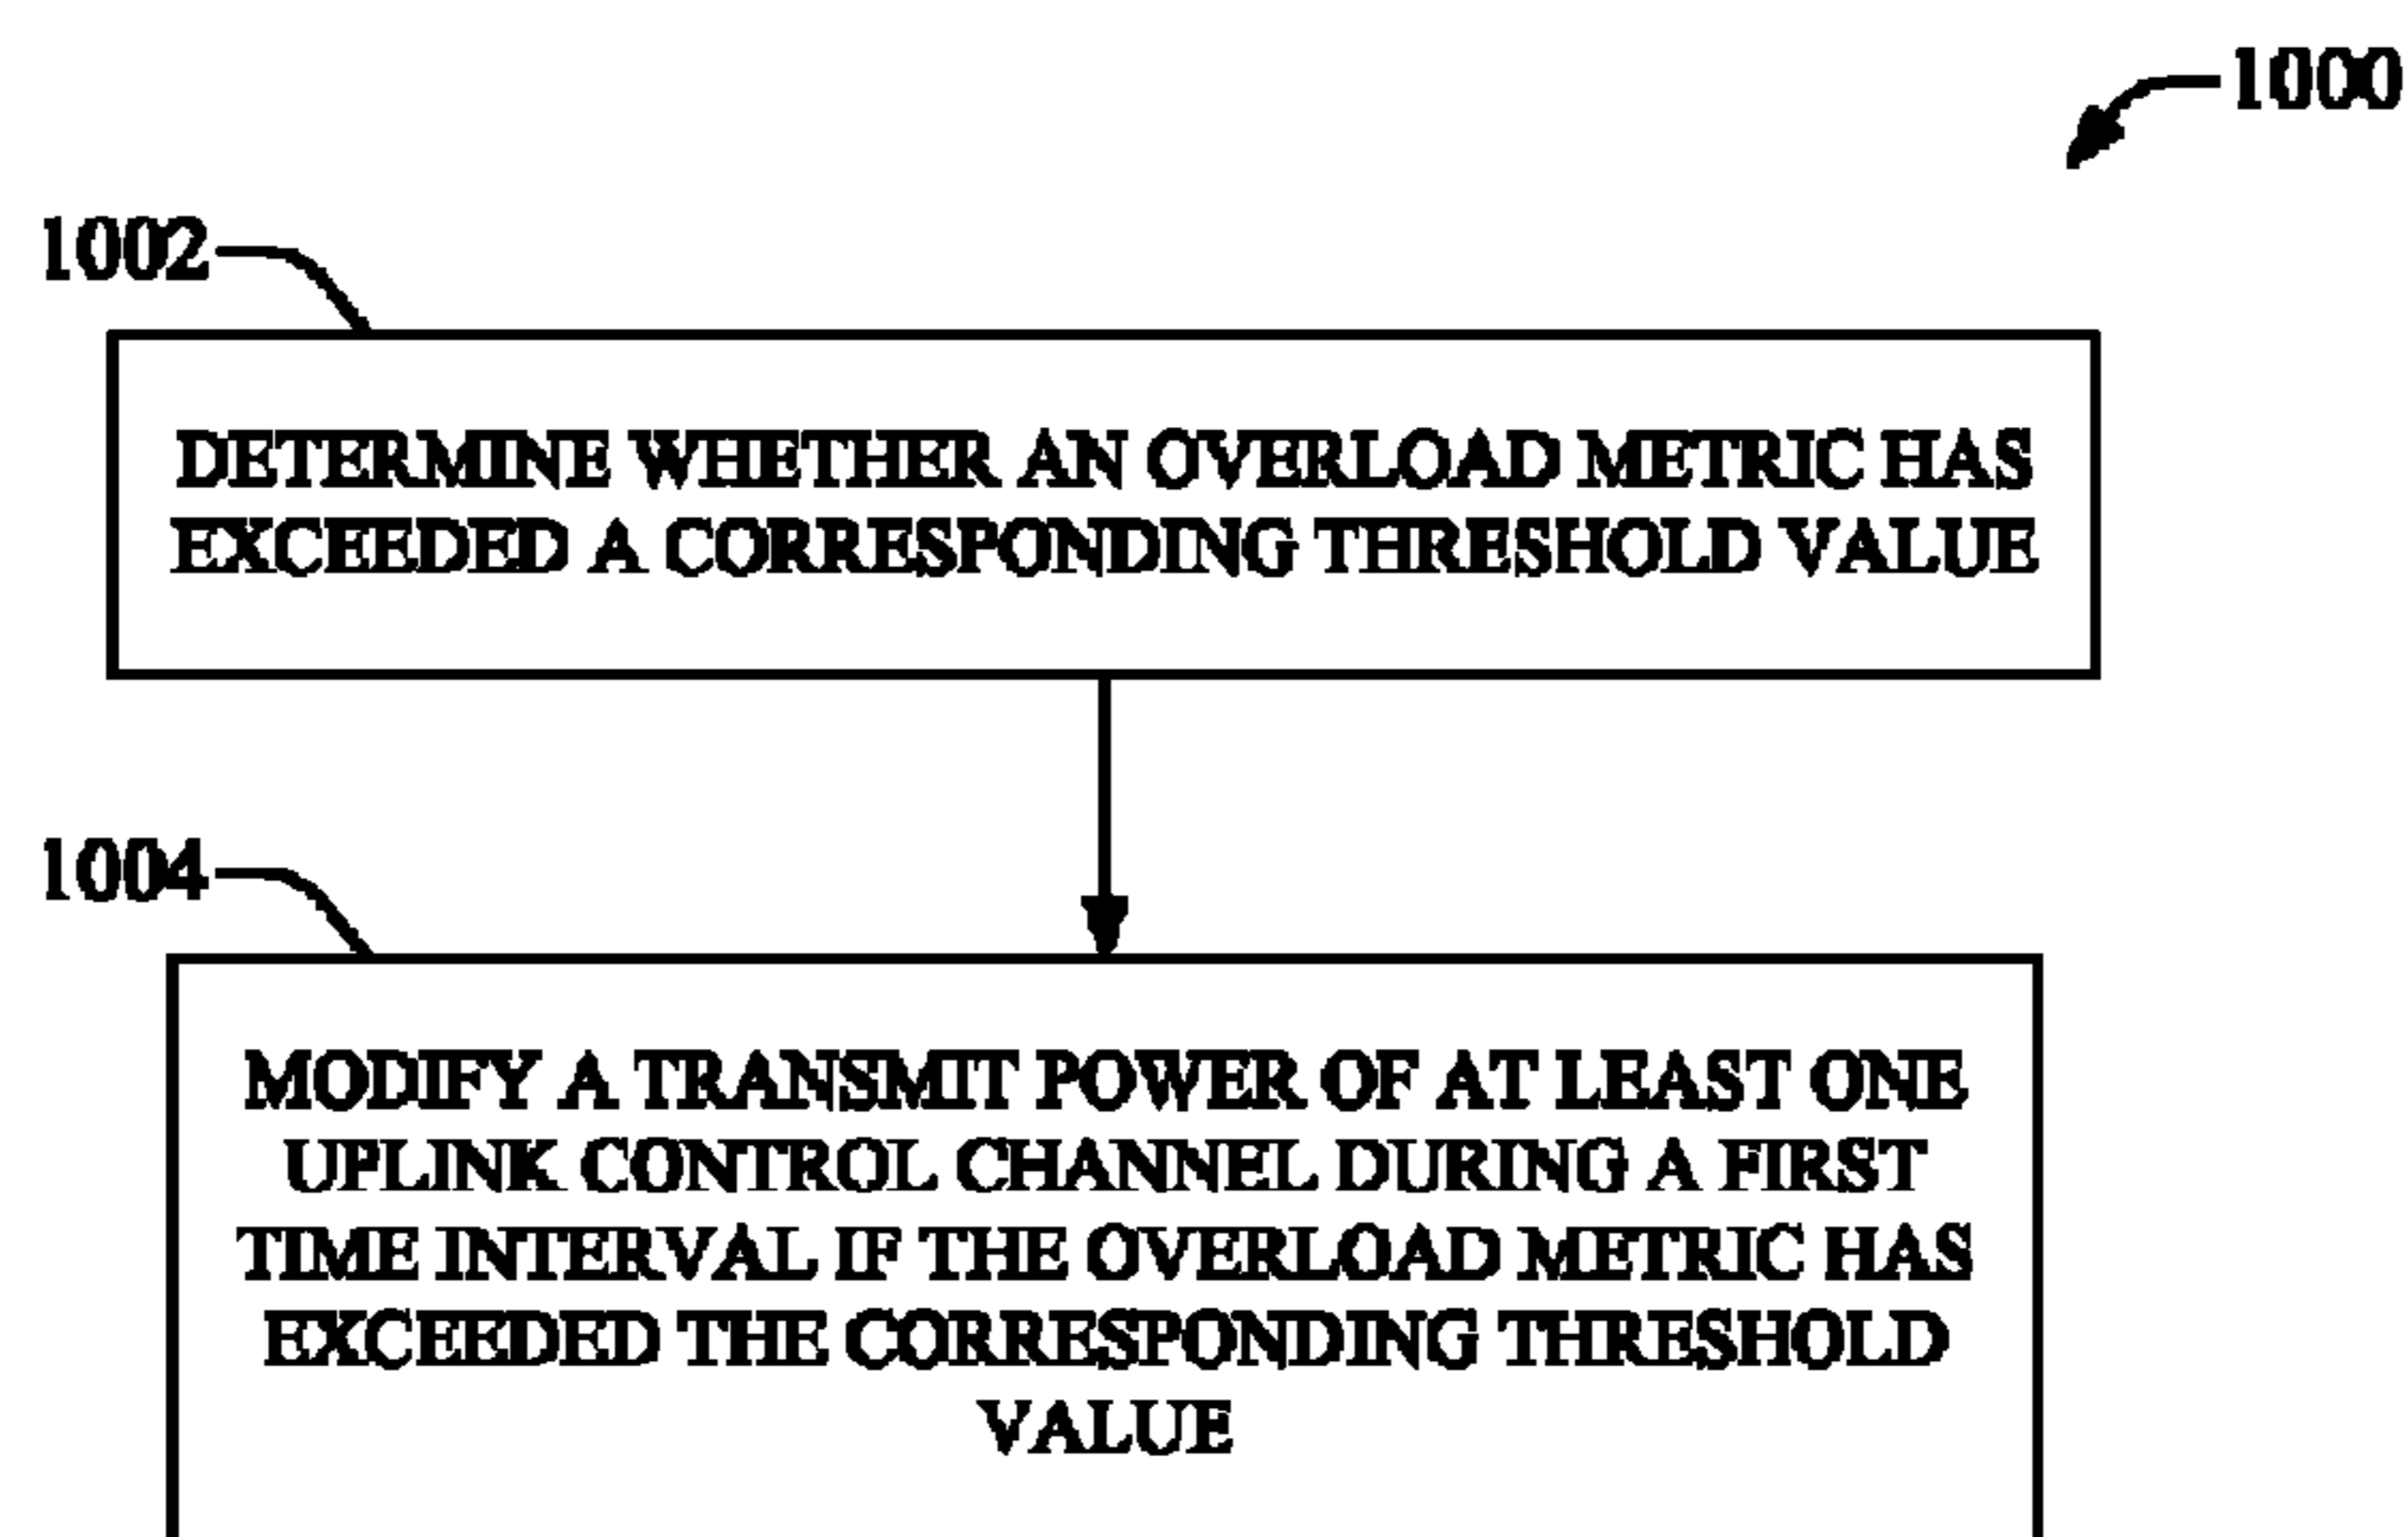 1000
1002
DETERMINE WHETHER AN OVERLOAD METRIC HAS
EXCEEDED A CORRESPONDING THRESHOLD VALUE
1004
MODIFY A TRANSMIT POWER OF AT LEAST ONE
UPLINK CONTROL CHANNEL DURING A FIRST
TIME INTERVAL IF THE OVERLOAD METRIC HAS
EXCEEDED THE CORRESPONDING THRESHOLD
VALUE